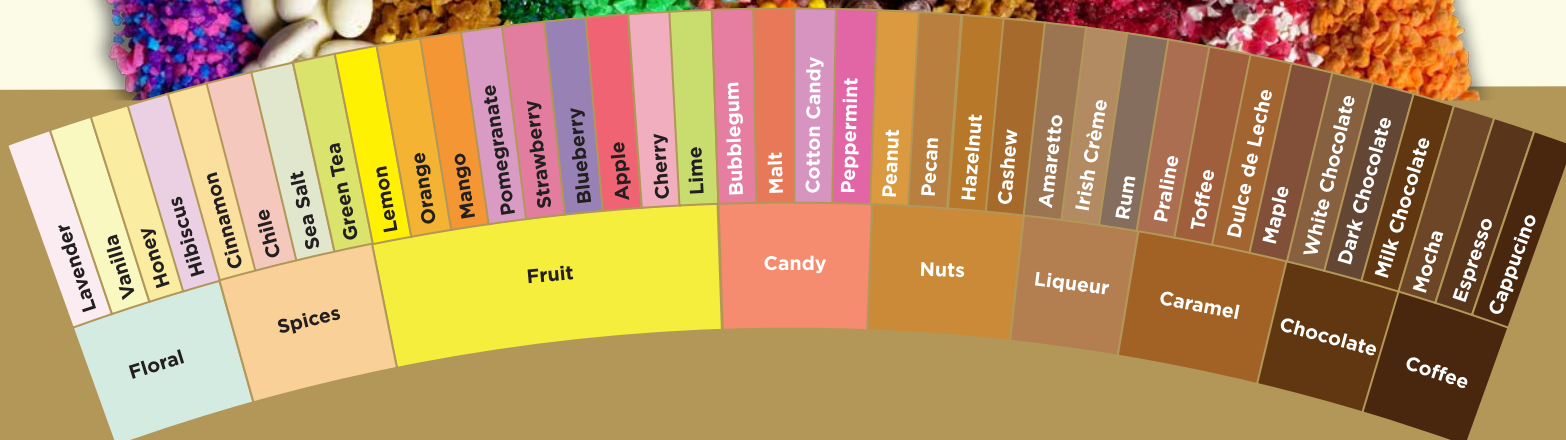 Lavender
Vanilla
Honey
Hibiscus
Cinnamon
Chile
Sea Salt
Green Tea
Lemon
Orange
Mango
Pomegranate
Strawberry
Blueberry
Apple
Cherry
Lime
Bubblegum
Malt
Cotton Candy
Peppermint
Peanut
Pecan
Hazelnut
Cashew
Amaretto
Irish Crème
Rum
Praline
Toffee
Dulce de Leche
Maple
White Chocolate
Dark Chocolate
Milk Chocolate
Mocha
Espresso
Cappucino
Floral
Spices
Fruit
Candy
Nuts
Liqueur
Caramel
Chocolate
Coffee